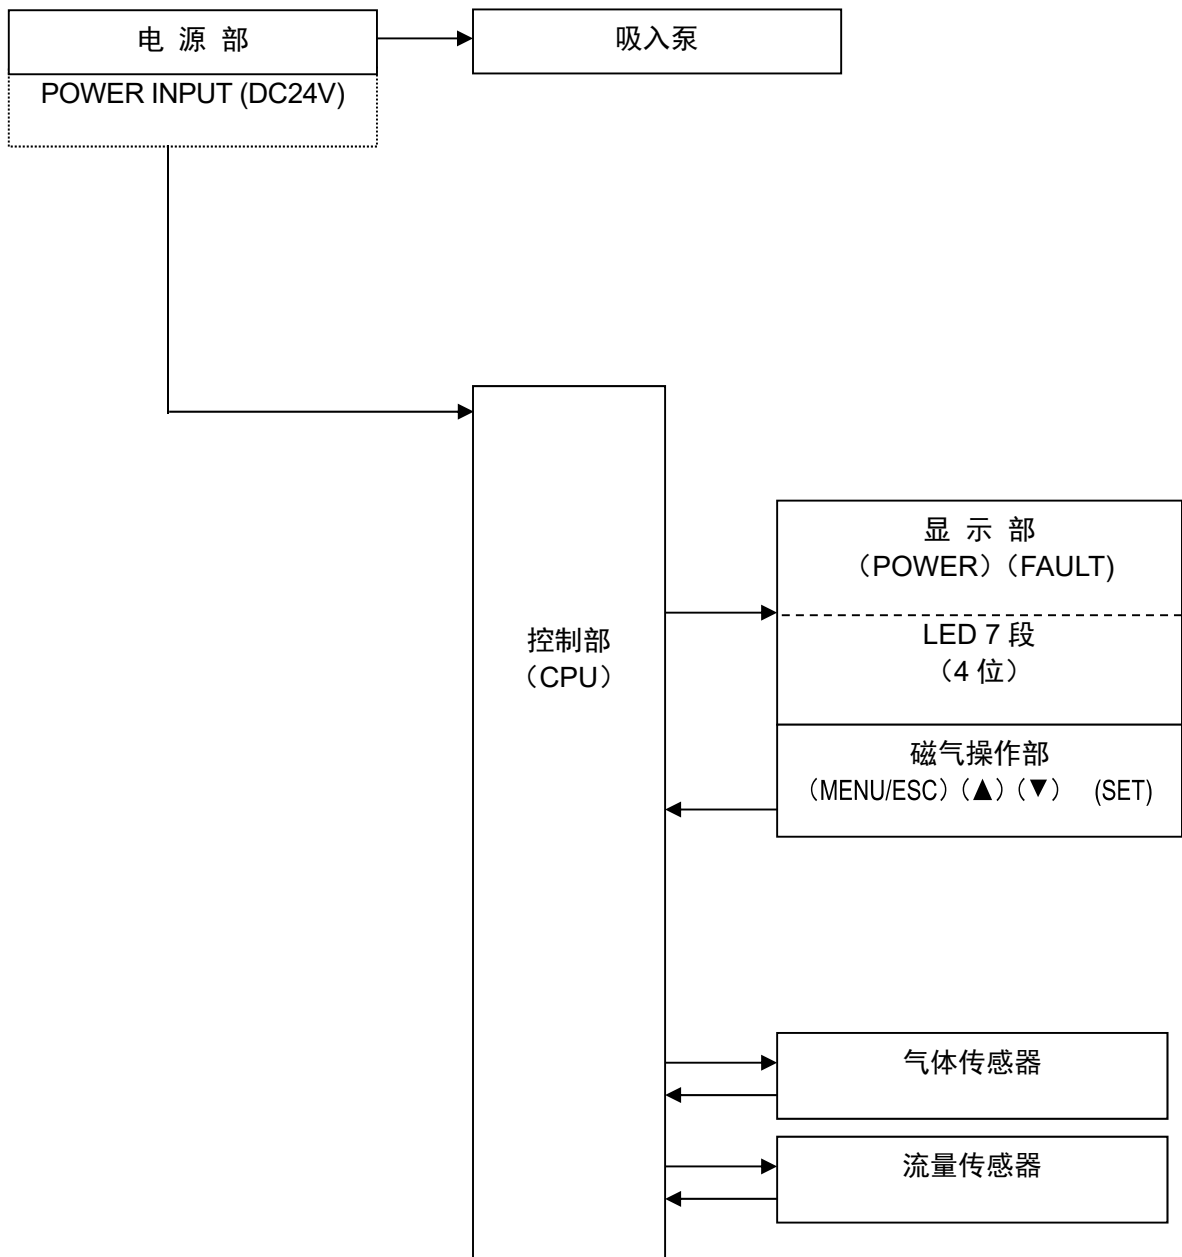 电 源 部
吸入泵
POWER INPUT (DC24V)
显 示 部
（POWER）（FAULT)
LED 7 段
（4 位）
控制部
（CPU）
磁气操作部
（MENU/ESC）（▲）（▼） (SET)
气体传感器
流量传感器